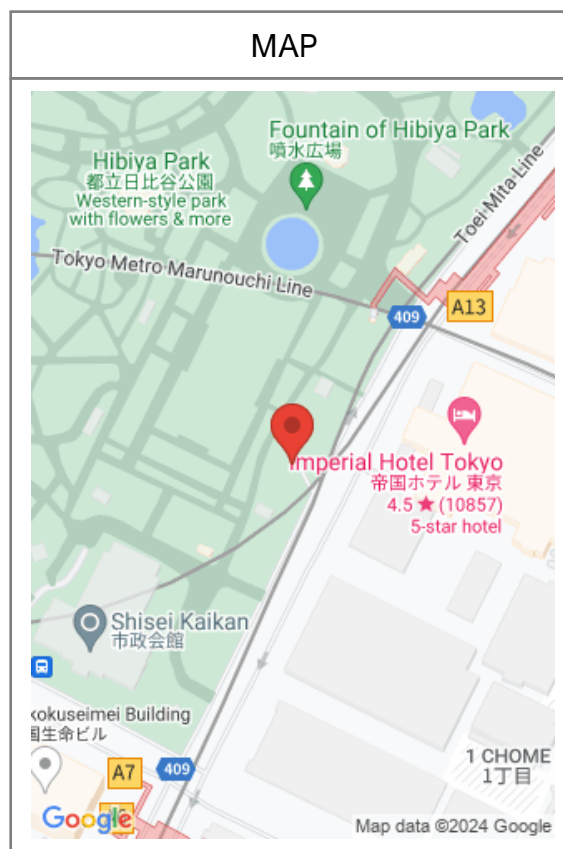 MAP
Fountain of Hibiya Park
噴水広場
Hibiya Park
都立日比谷公園
Western-style park
with flowers & more
Toei Mita Line
Tokyo Metro Marunouchi Line
A13
409
Imperial Hotel Tokyo
帝国ホテル 東京
4.5 ★ (10857)
5-star hotel
Shisei Kaikan
市政会館
kokuseimei Building
国生命ビル
A7
409
1 CHOME
1丁目
Google
Map data ©2024 Google